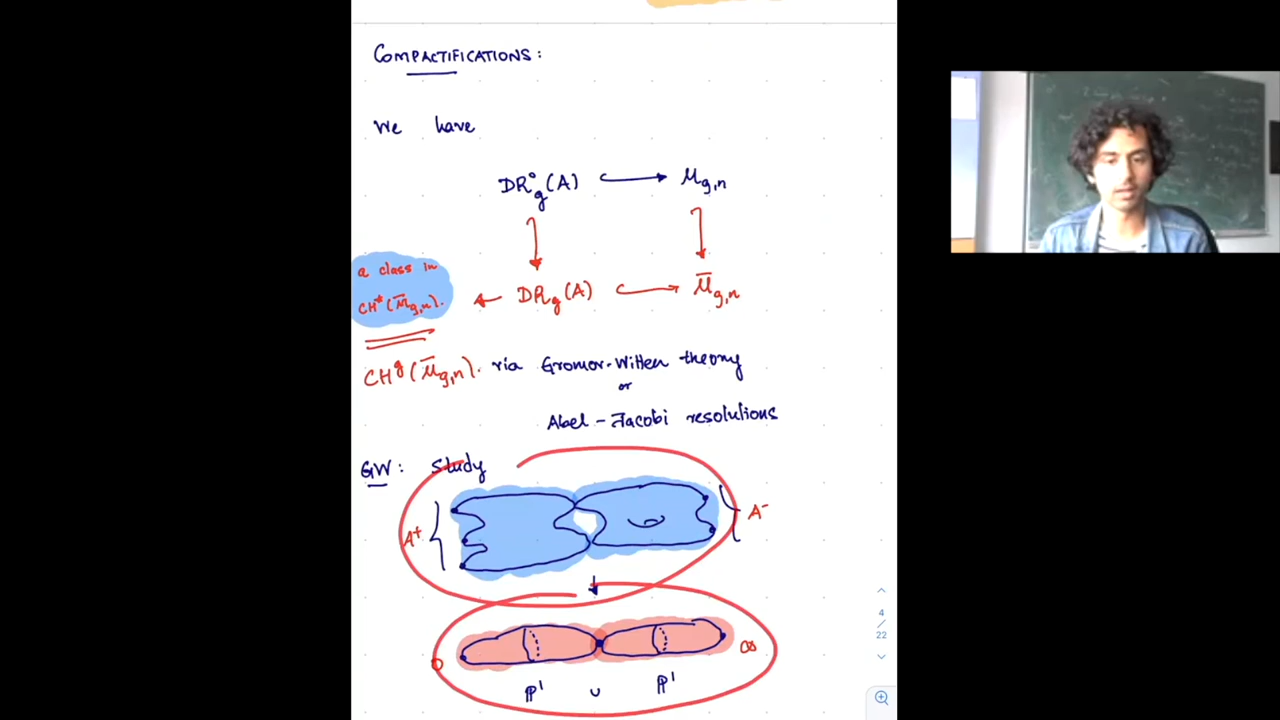 COMPACTIFICATIONS:
We have
DR°g(A) ↪ Mg,n
a class in
CH*(M̄g,n).
← DRg(A) ↪ M̄g,n
CHᵍ(M̄g,n). via Gromov-Witten theory
or
Abel-Jacobi resolutions
GW: study
A⁺
A⁻
0
∞
P¹ ∪ P¹
4
/
22